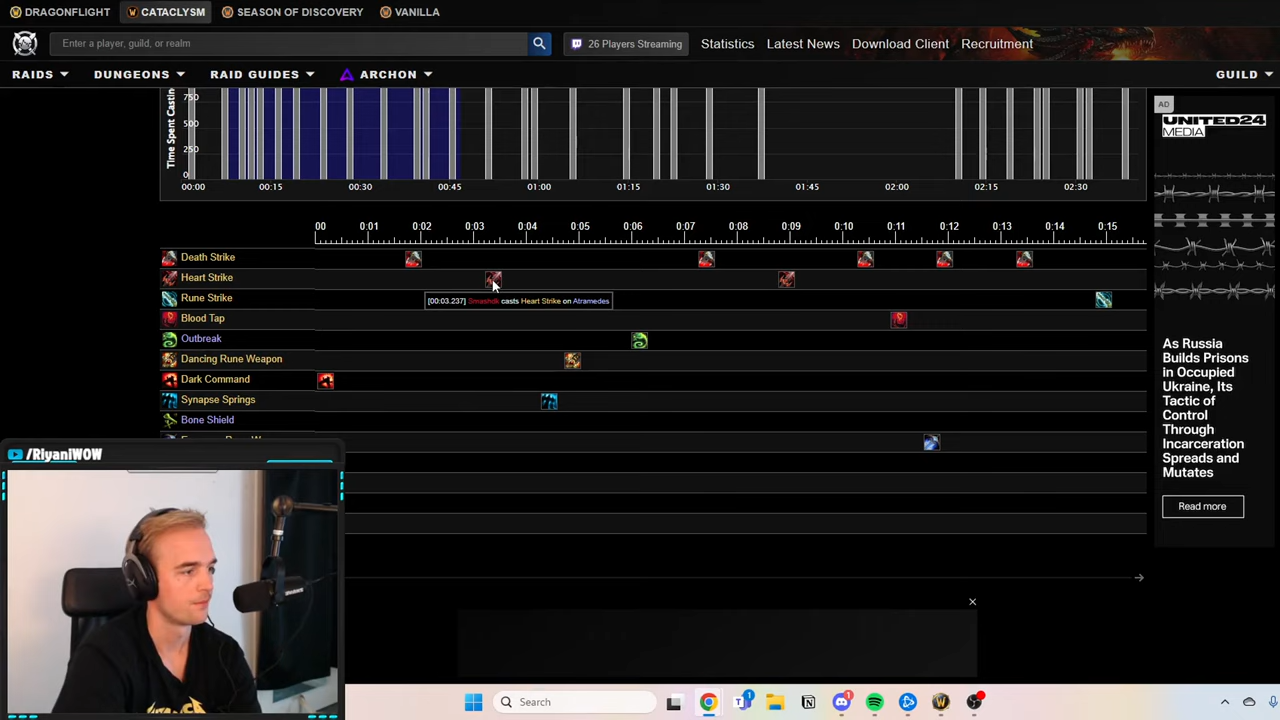 DRAGONFLIGHT CATACLYSM SEASON OF DISCOVERY VANILLA
Enter a player, guild, or realm
26 Players Streaming Statistics Latest News Download Client Recruitment
RAIDS DUNGEONS RAID GUIDES ARCHON GUILD
Time Spent Casting
750
500
250
0
00:00 00:15 00:30 00:45 01:00 01:15 01:30 01:45 02:00 02:15 02:30
00 0:01 0:02 0:03 0:04 0:05 0:06 0:07 0:08 0:09 0:10 0:11 0:12 0:13 0:15
Death Strike
Heart Strike
[00:03.237] Smashdk casts Heart Strike on Atramedes
Rune Strike
Blood Tap
Outbreak
Dancing Rune Weapon
Dark Command
Synapse Springs
Bone Shield
/RiyaniWOW
AD
UNITED24
MEDIA
As Russia
Builds Prisons
in Occupied
Ukraine, Its
Tactic of
Control
Through
Incarceration
Spreads and
Mutates
Read more
Search
1
1